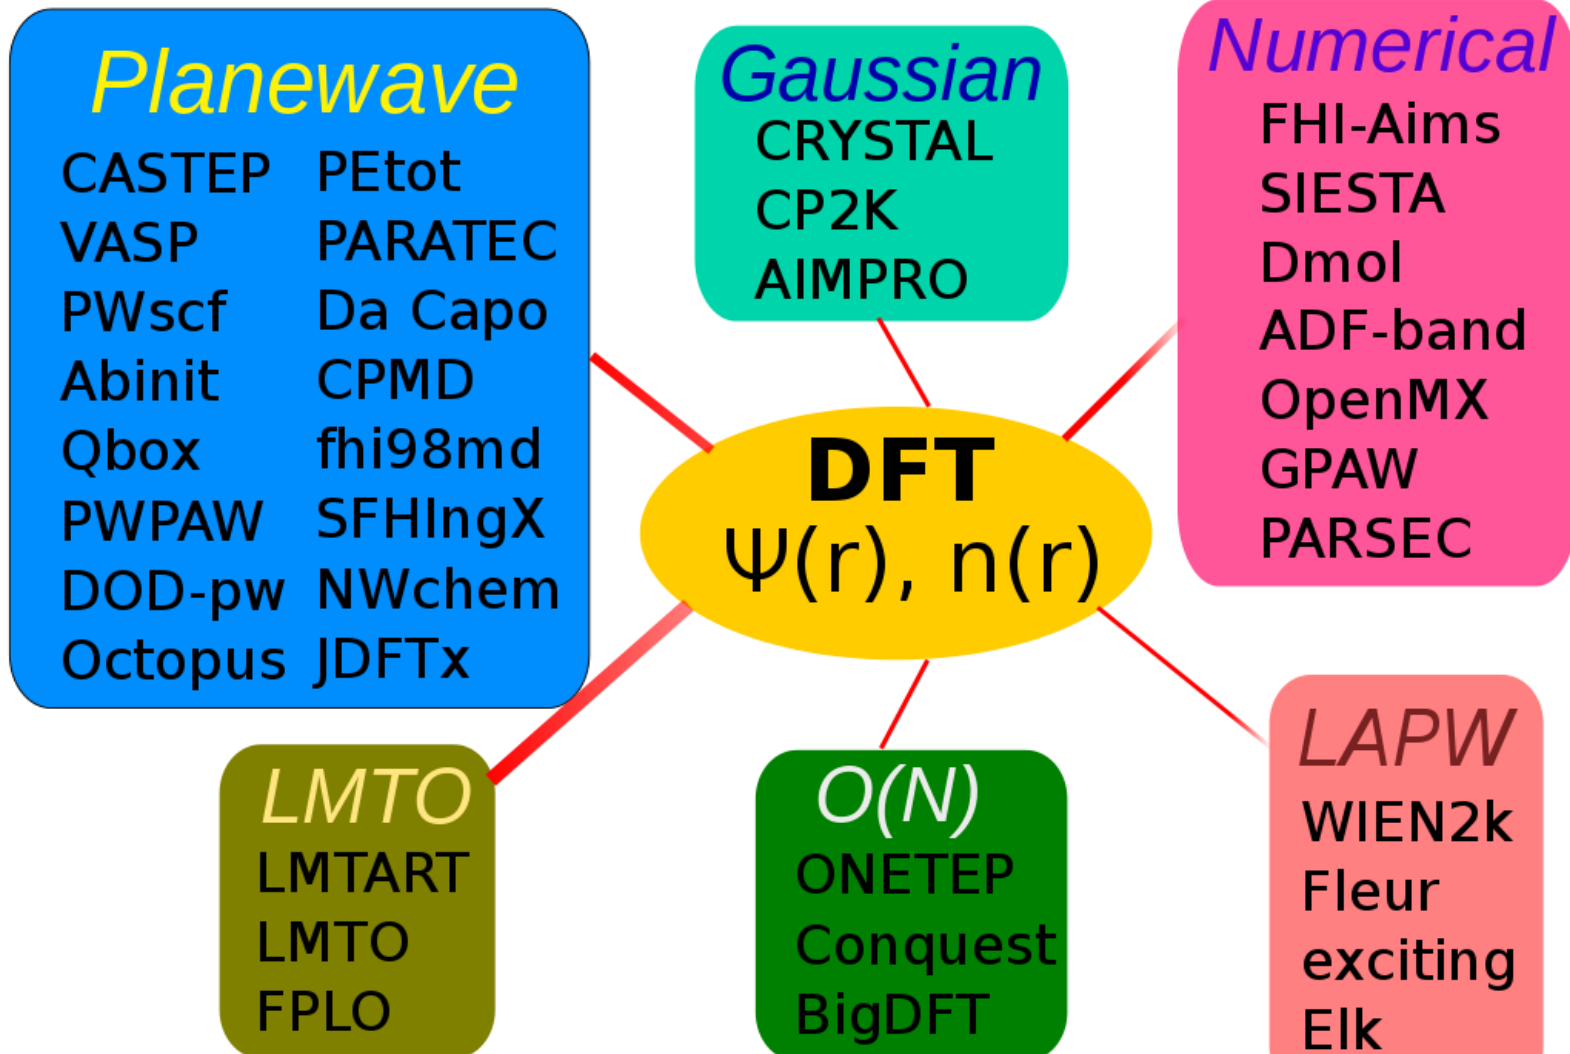 Planewave
CASTEP PEtot
VASP PARATEC
PWscf Da Capo
Abinit CPMD
Qbox fhi98md
PWPAW SFHIngX
DOD-pw NWchem
Octopus JDFTx
Gaussian
CRYSTAL
CP2K
AIMPRO
Numerical
FHI-Aims
SIESTA
Dmol
ADF-band
OpenMX
GPAW
PARSEC
DFT
Ψ(r), n(r)
LMTO
LMTART
LMTO
FPLO
O(N)
ONETEP
Conquest
BigDFT
LAPW
WIEN2k
Fleur
exciting
Elk